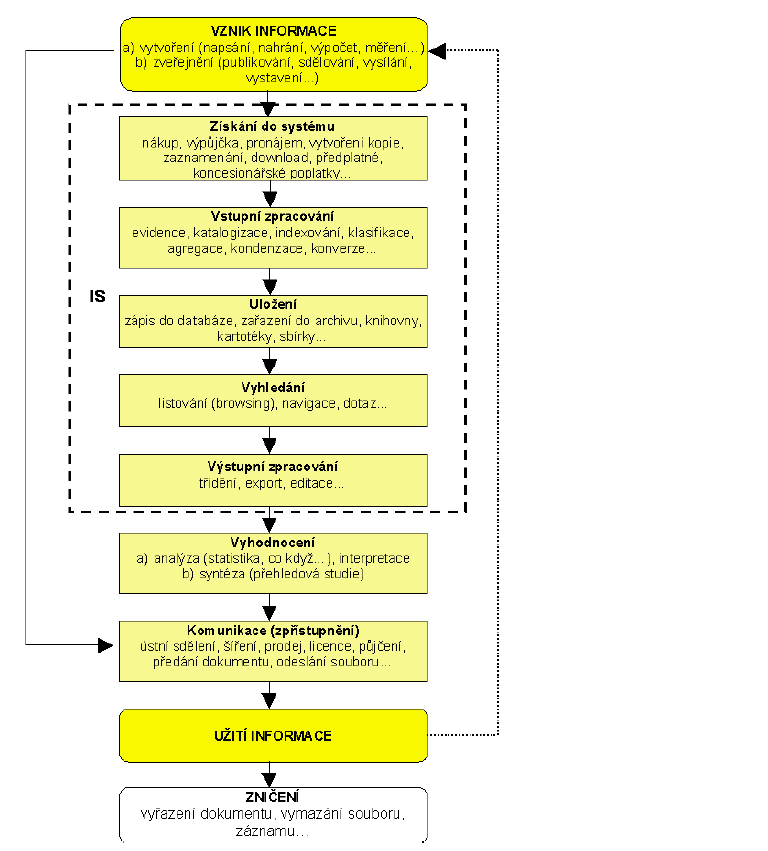 VZNIK INFORMACE
a) vytvoření (napsání, nahrání, výpočet, měření...)
b) zveřejnění (publikování, sdělování, vysílání,
vystavení...)
Získání do systému
nákup, výpůjčka, pronájem, vytvoření kopie,
zaznamenání, download, předplatné,
koncesionářské poplatky...
Vstupní zpracování
evidence, katalogizace, indexování, klasifikace,
agregace, kondenzace, konverze...
IS
Uložení
zápis do databáze, zařazení do archivu, knihovny,
kartotéky, sbírky...
Vyhledání
listování (browsing), navigace, dotaz...
Výstupní zpracování
třídění, export, editace...
Vyhodnocení
a) analýza (statistika, co když...), interpretace
b) syntéza (přehledová studie)
Komunikace (zpřístupnění)
ústní sdělení, šíření, prodej, licence, půjčení,
předání dokumentu, odeslání souboru...
UŽITÍ INFORMACE
ZNIČENÍ
vyřazení dokumentu, vymazání souboru,
záznamu...